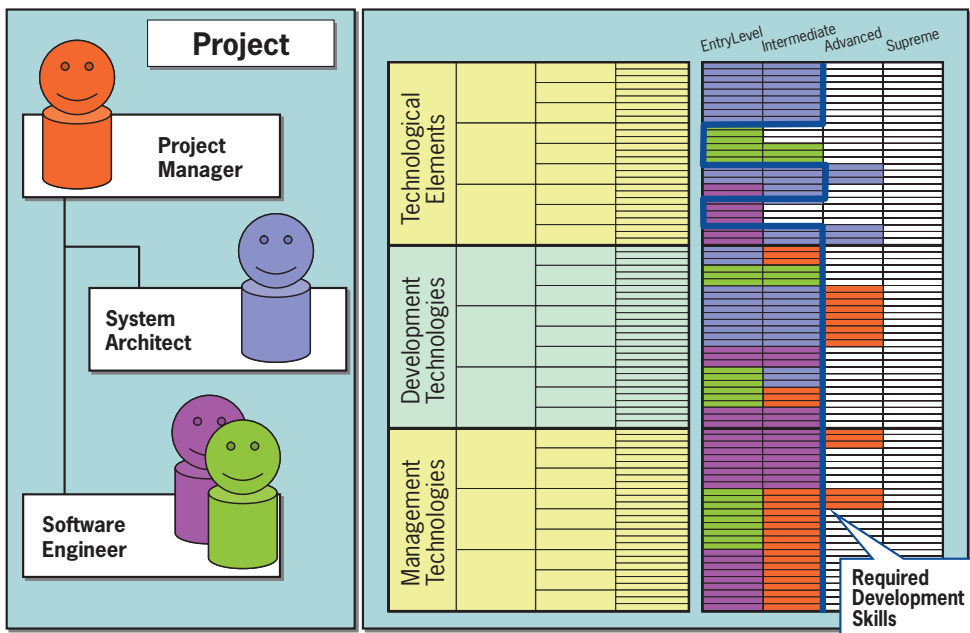 Project
Project
Manager
System
Architect
Software
Engineer
EntryLevel
Intermediate
Advanced
Supreme
Technological
Elements
Development
Technologies
Management
Technologies
Required
Development
Skills